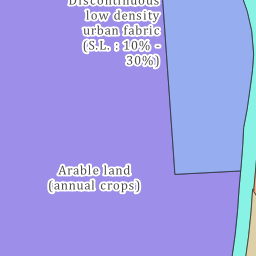 Discontinuous
low density
urban fabric
(S.L. : 10% -
30%)
Arable land
(annual crops)